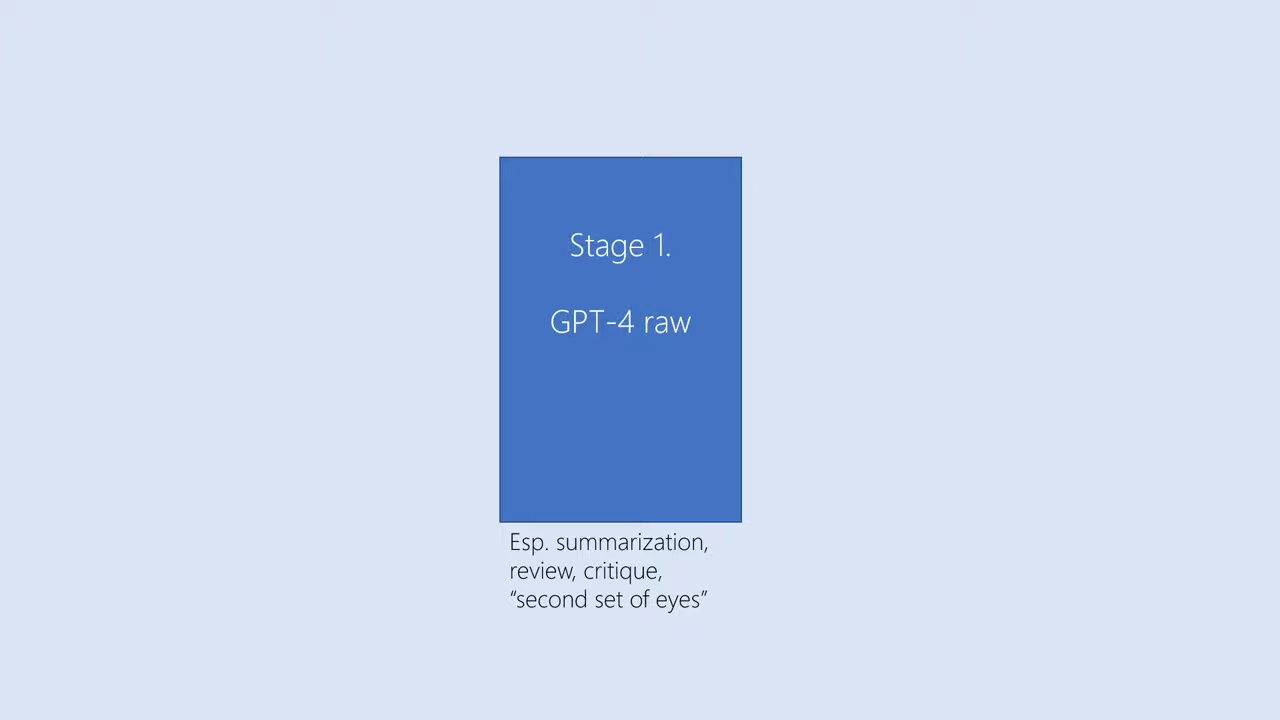 Stage 1.
GPT-4 raw
Esp. summarization,
review, critique,
“second set of eyes”